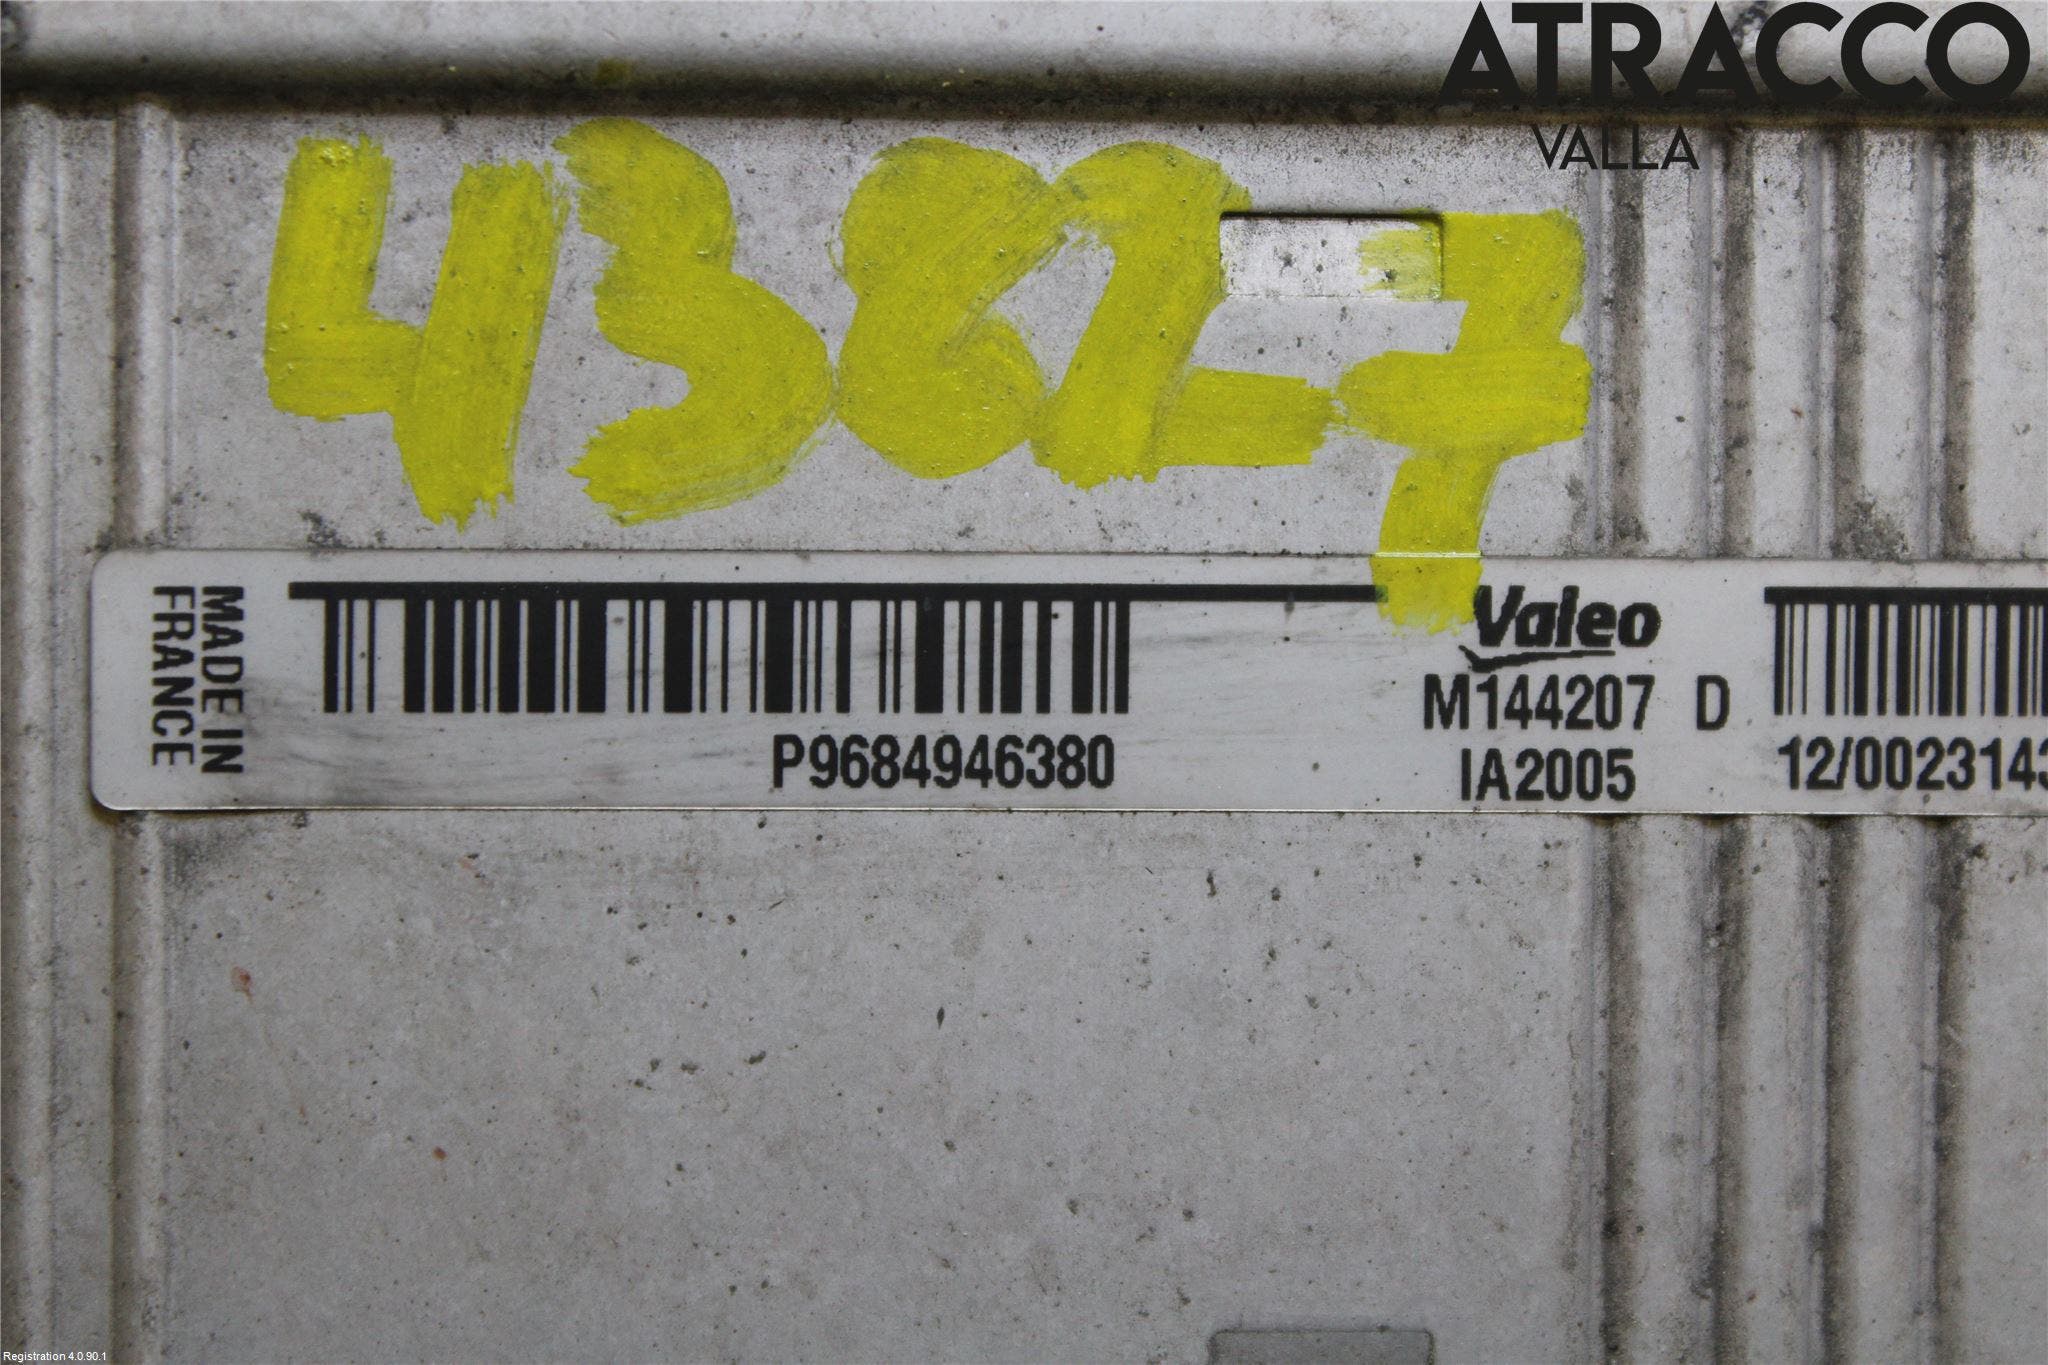 ATRACCO
VALLA
43827
MADE IN
FRANCE
P9684946380
Valeo
M144207 D
IA2005
12/0023143
Registration 4.0.90.1